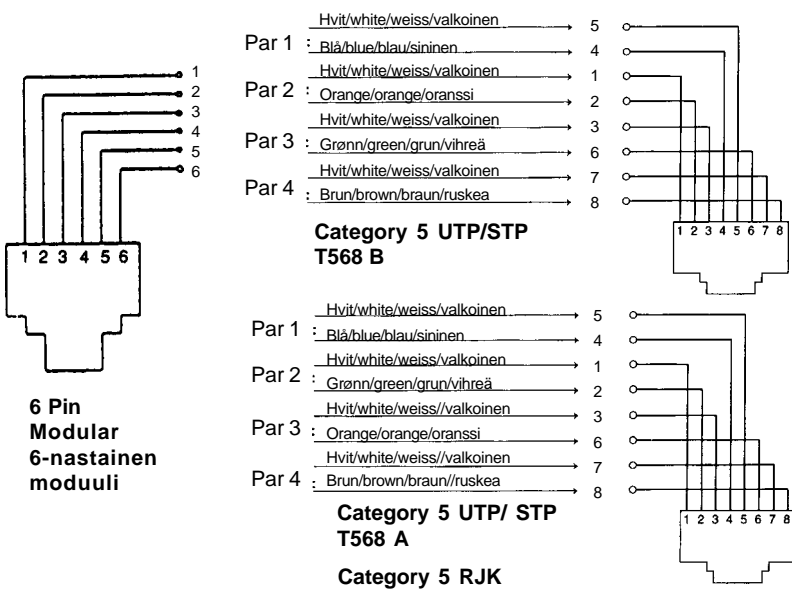 1
2
3
4
5
6
1 2 3 4 5 6
6 Pin
Modular
6-nastainen
moduuli
Par 1 :
Hvit/white/weiss/valkoinen 5
Blå/blue/blau/sininen 4
Par 2 :
Hvit/white/weiss/valkoinen 1
Orange/orange/oranssi 2
Par 3 :
Hvit/white/weiss/valkoinen 3
Grønn/green/grun/vihreä 6
Par 4 :
Hvit/white/weiss/valkoinen 7
Brun/brown/braun/ruskea 8
1 2 3 4 5 6 7 8
Category 5 UTP/STP
T568 B
Par 1 :
Hvit/white/weiss/valkoinen 5
Blå/blue/blau/sininen 4
Par 2 :
Hvit/white/weiss/valkoinen 1
Grønn/green/grun/vihreä 2
Par 3 :
Hvit/white/weiss//valkoinen 3
Orange/orange/oranssi 6
Par 4 :
Hvit/white/weiss//valkoinen 7
Brun/brown/braun//ruskea 8
1 2 3 4 5 6 7 8
Category 5 UTP/ STP
T568 A
Category 5 RJK